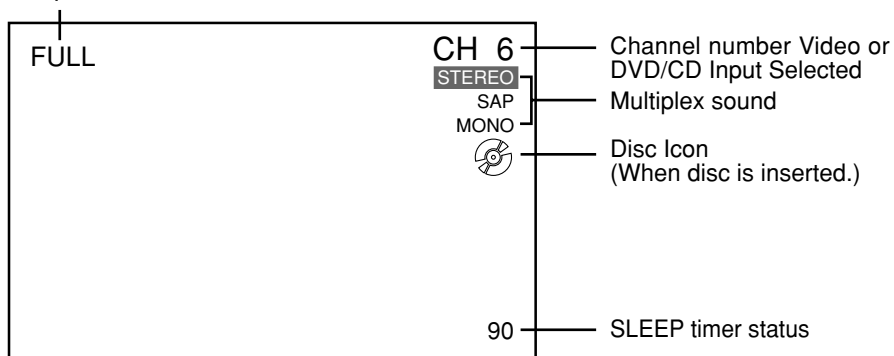 FULL
CH 6
STEREO
SAP
MONO
90
Channel number Video or
DVD/CD Input Selected
Multiplex sound
Disc Icon
(When disc is inserted.)
SLEEP timer status